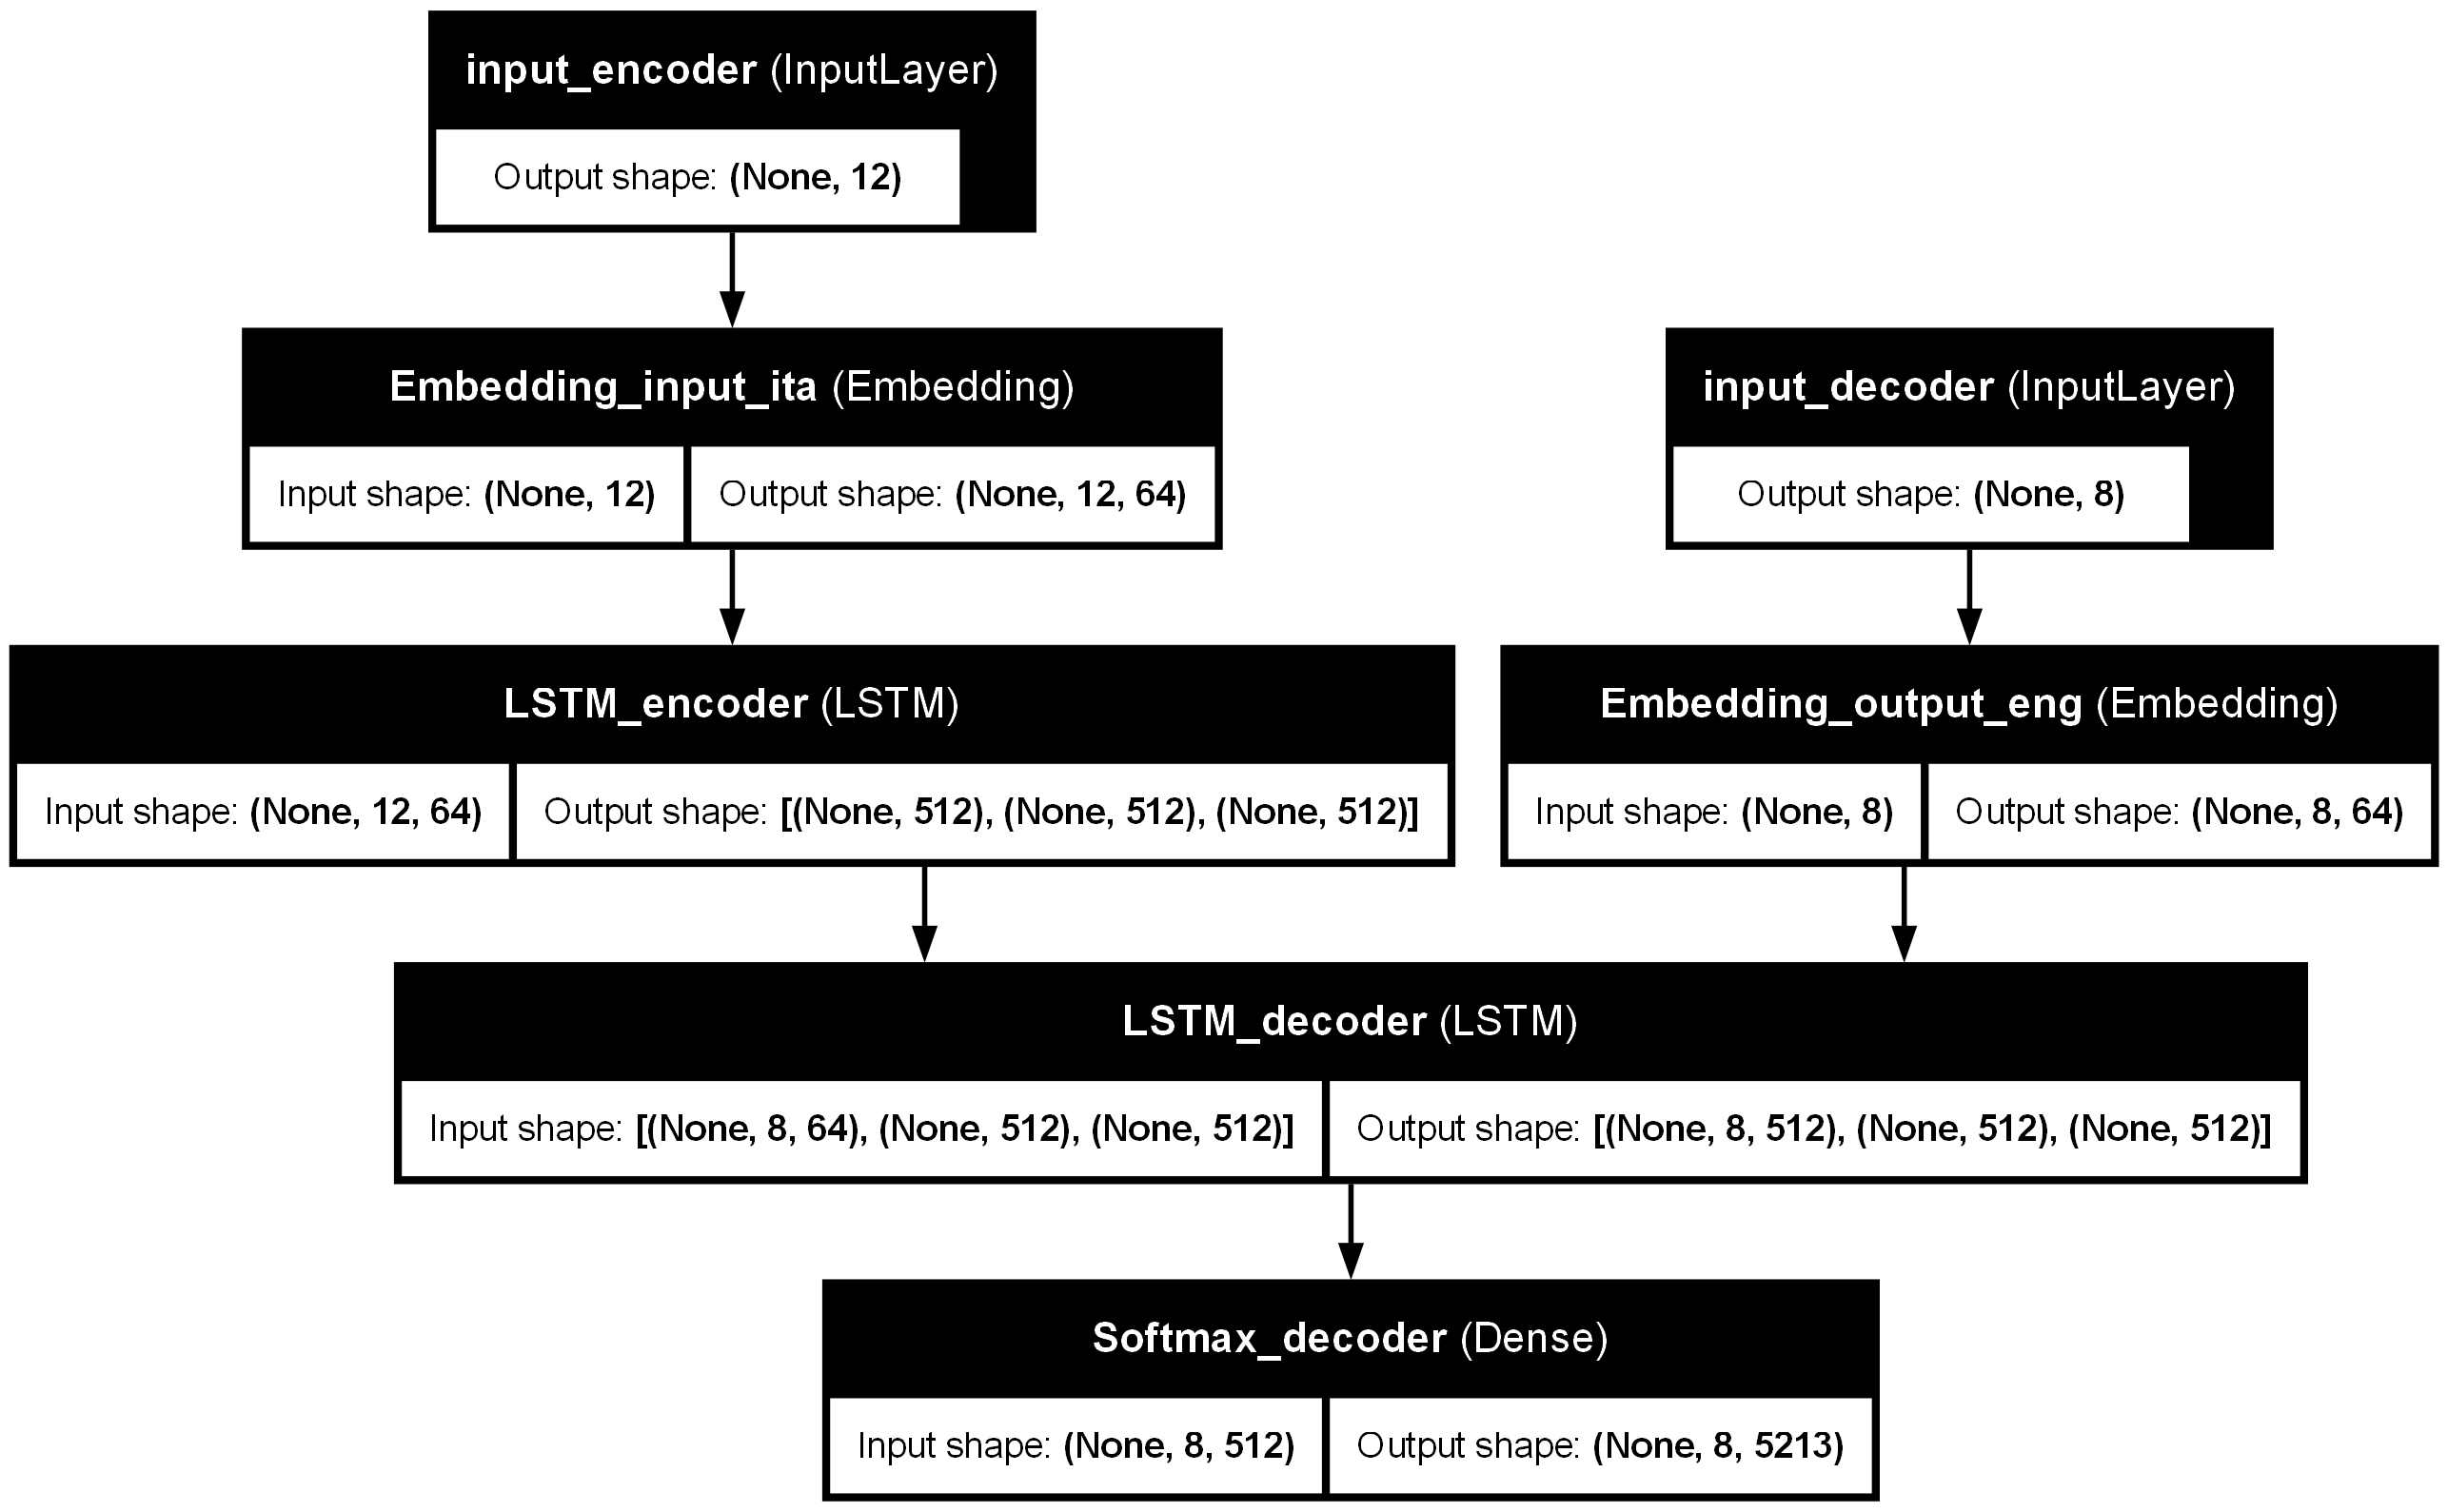 input_encoder (InputLayer)
Output shape: (None, 12)
Embedding_input_ita (Embedding)
Input shape: (None, 12)
Output shape: (None, 12, 64)
input_decoder (InputLayer)
Output shape: (None, 8)
LSTM_encoder (LSTM)
Input shape: (None, 12, 64)
Output shape: [(None, 512), (None, 512), (None, 512)]
Embedding_output_eng (Embedding)
Input shape: (None, 8)
Output shape: (None, 8, 64)
LSTM_decoder (LSTM)
Input shape: [(None, 8, 64), (None, 512), (None, 512)]
Output shape: [(None, 8, 512), (None, 512), (None, 512)]
Softmax_decoder (Dense)
Input shape: (None, 8, 512)
Output shape: (None, 8, 5213)